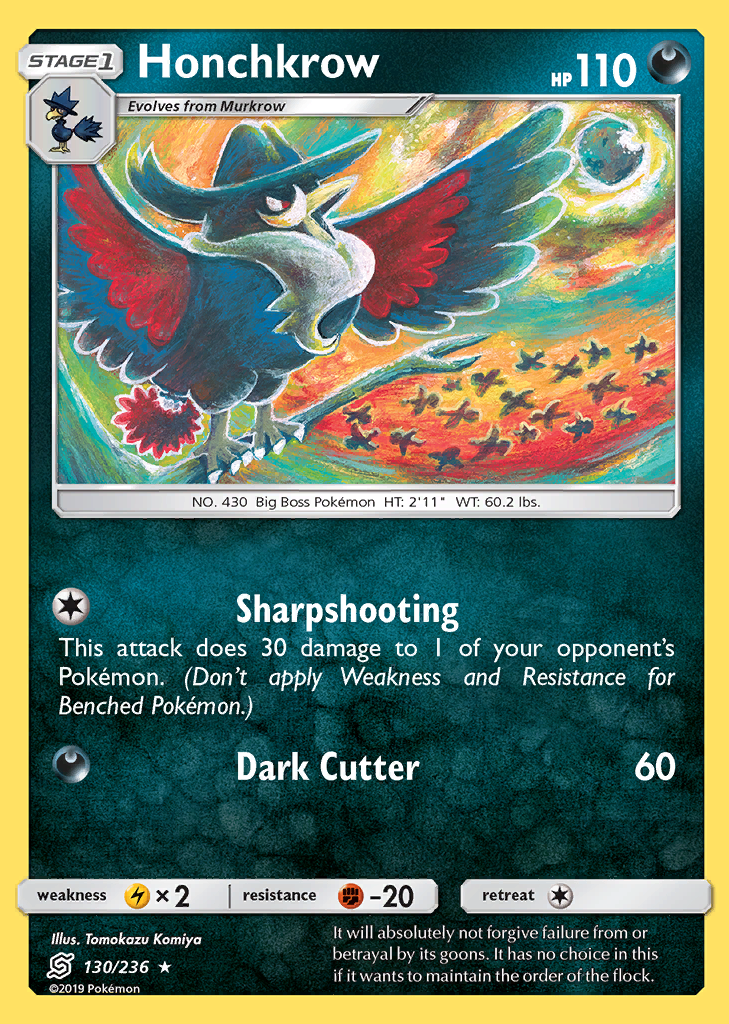 STAGE1
Honchkrow
HP 110
Evolves from Murkrow
NO. 430 Big Boss Pokémon HT: 2'11" WT: 60.2 lbs.
Sharpshooting
This attack does 30 damage to 1 of your opponent's
Pokémon. (Don't apply Weakness and Resistance for
Benched Pokémon.)
Dark Cutter 60
weakness ×2 resistance -20 retreat
Illus. Tomokazu Komiya
130/236 ★
©2019 Pokémon
It will absolutely not forgive failure from or
betrayal by its goons. It has no choice in this
if it wants to maintain the order of the flock.